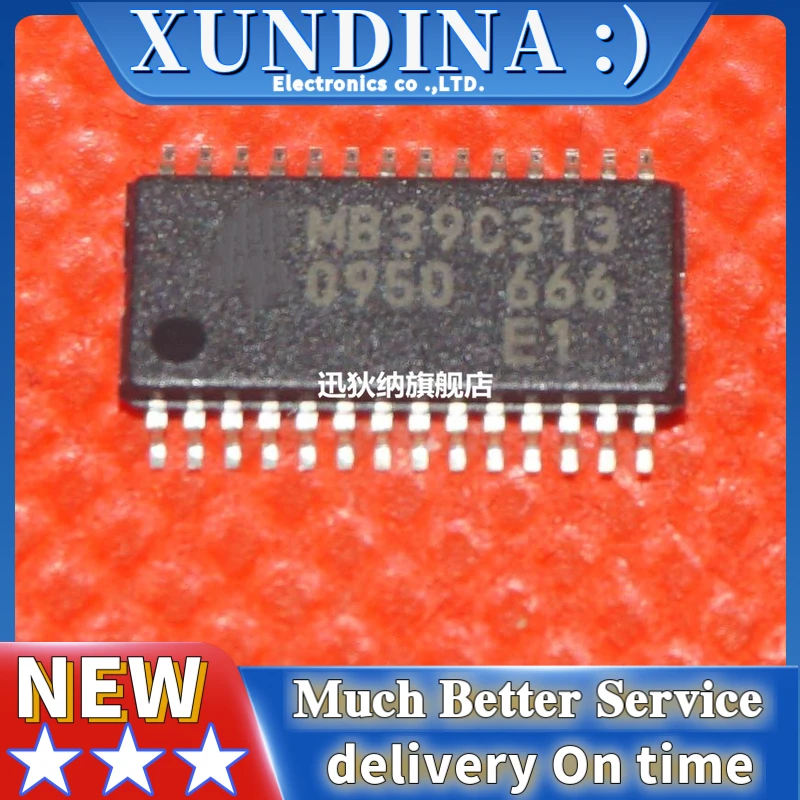 XUNDINA :)
Electronics co .,LTD.
MB39C313
0950 666
E1
迅狄纳旗舰店
NEW
Much Better Service
delivery On time